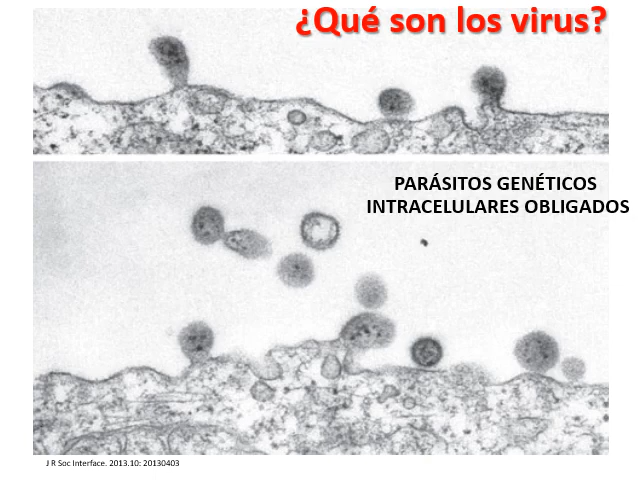 ¿Qué son los virus?
PARÁSITOS GENÉTICOS
INTRACELULARES OBLIGADOS
J R Soc Interface. 2013.10: 20130403